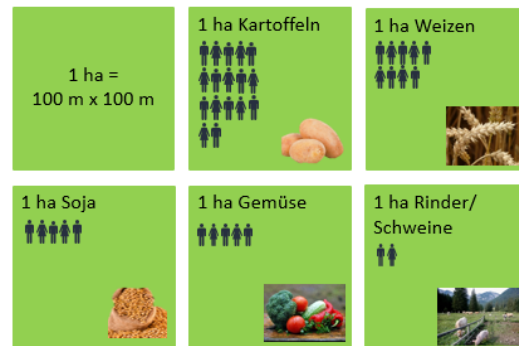 1 ha =
100 m x 100 m
1 ha Kartoffeln
1 ha Weizen
1 ha Soja
1 ha Gemüse
1 ha Rinder/
Schweine